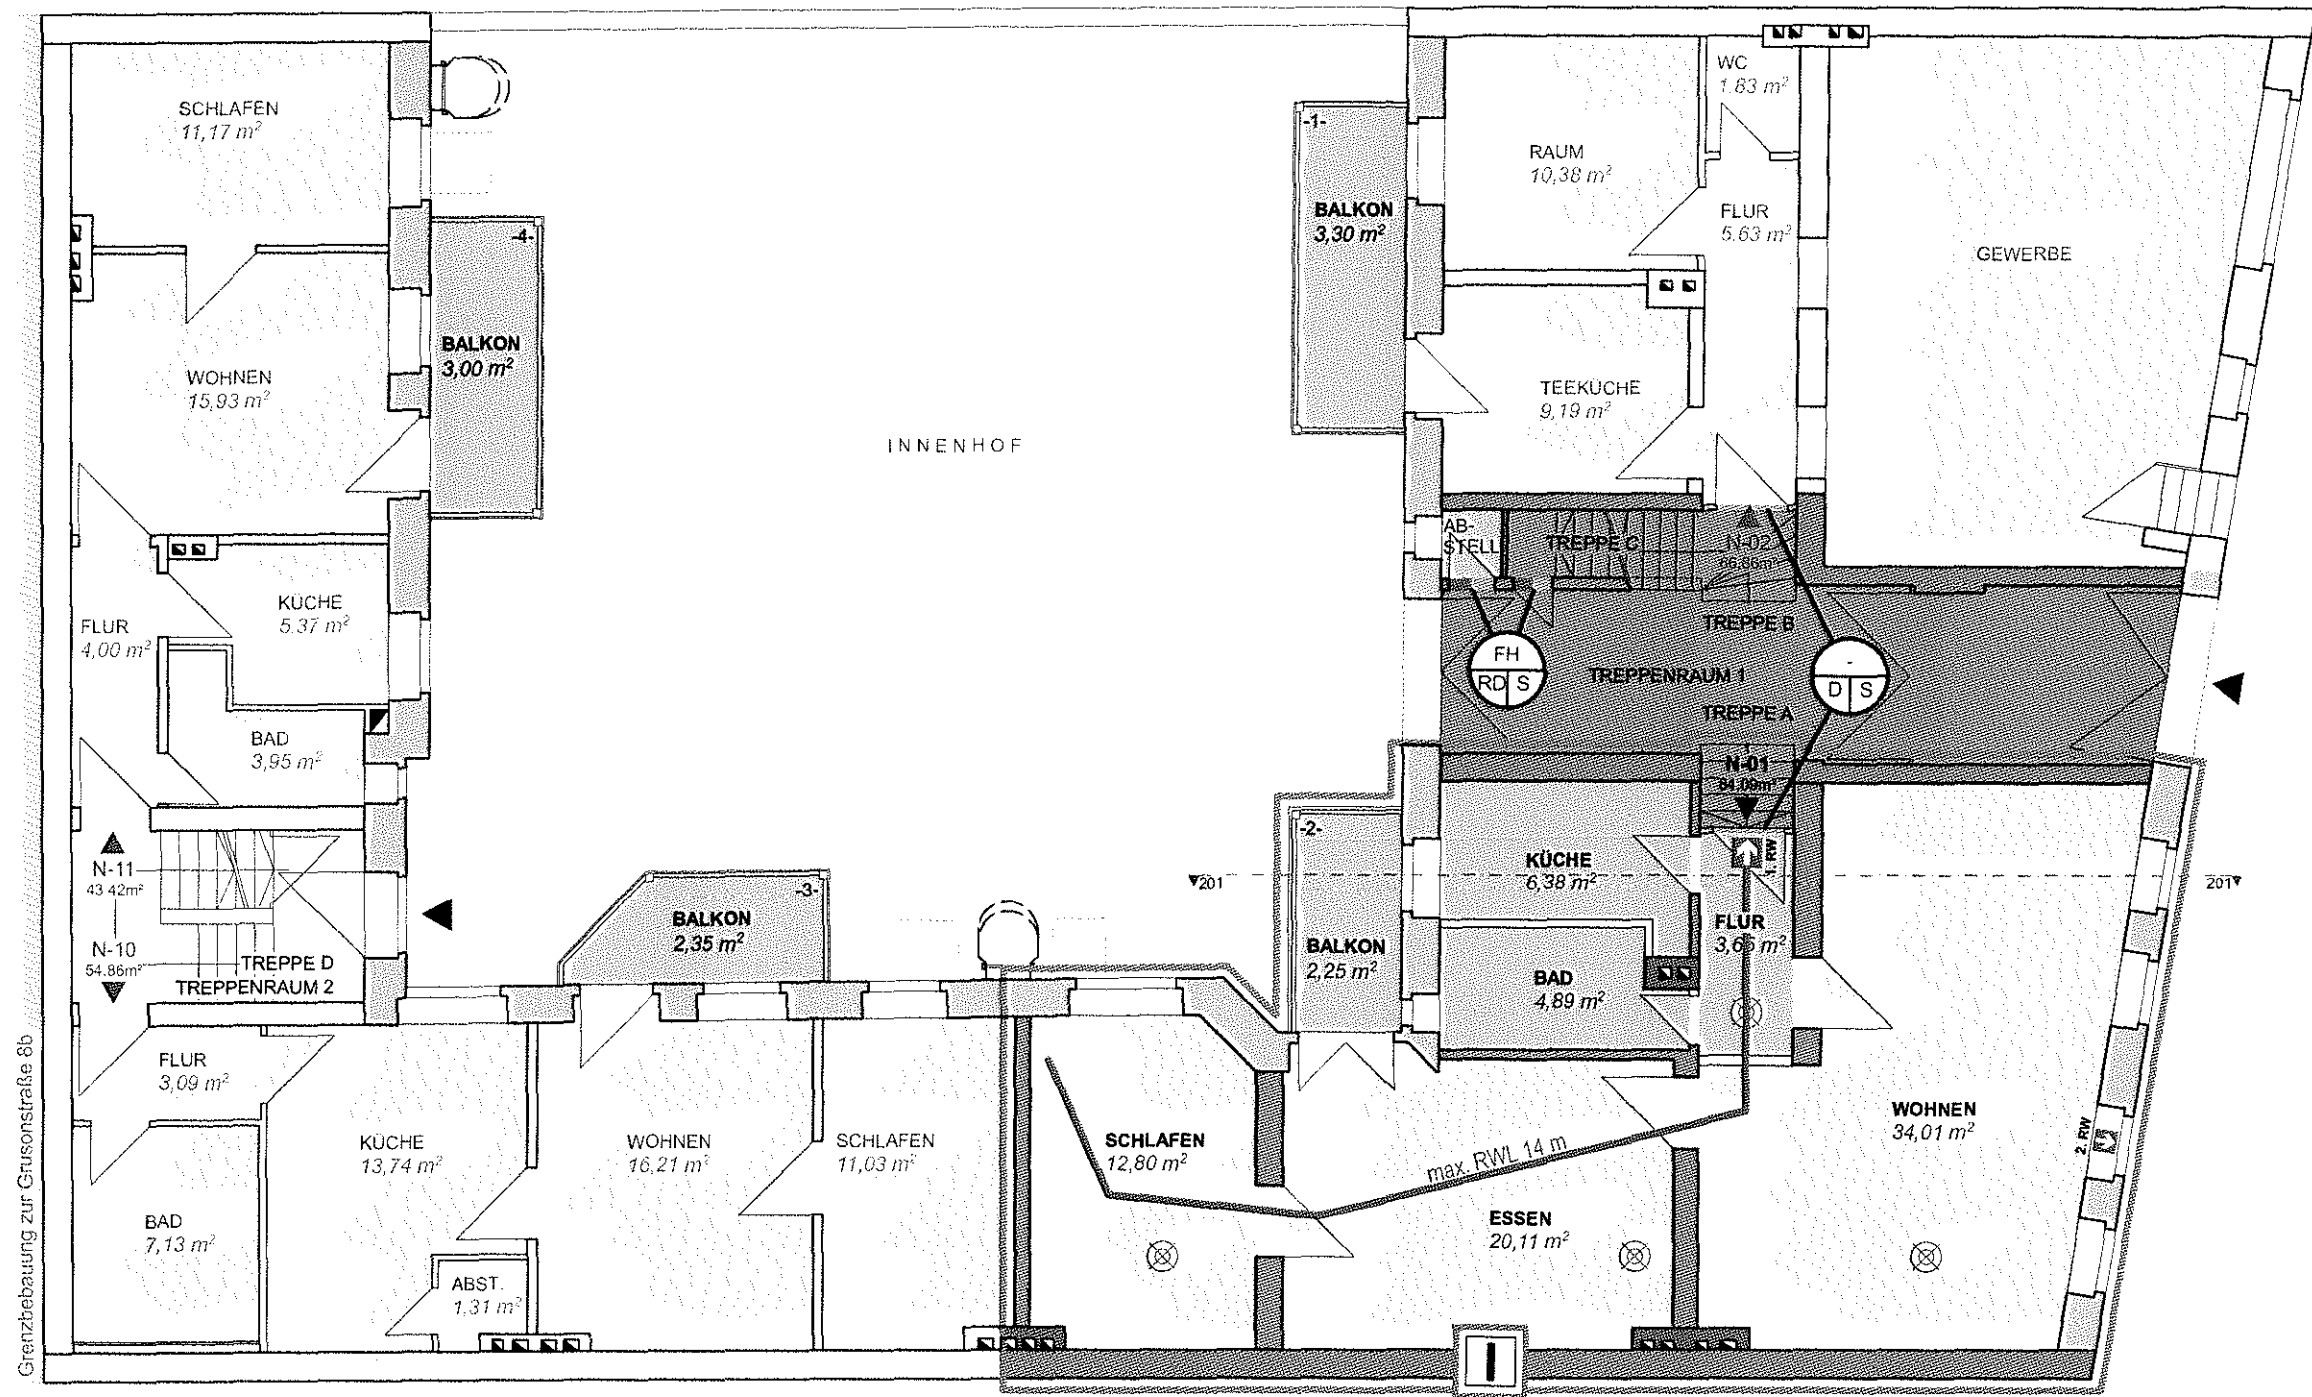 SCHLAFEN
11,17 m²
WOHNEN
15,93 m²
-4-
BALKON
3,00 m²
KÜCHE
5.37 m²
FLUR
4,00 m²
BAD
3,95 m²
N-11
43 42m²
N-10
54.86m²
TREPPE D
TREPPENRAUM 2
FLUR
3,09 m²
BAD
7,13 m²
KÜCHE
13,74 m²
ABST.
1,31 m²
WOHNEN
16,21 m²
SCHLAFEN
11,03 m²
-3-
BALKON
2,35 m²
INNENHOF
Grenzbebauung zur Grusonstraße 8b
-1-
BALKON
3,30 m²
RAUM
10,38 m²
WC
1.83 m²
FLUR
5.63 m²
GEWERBE
TEEKÜCHE
9,19 m²
AB-
STELL
TREPPE C
N-02
66,86m²
TREPPE B
TREPPENRAUM 1
TREPPE A
FH
RD S
-
D S
N-01
84.09m²
-2-
BALKON
2,25 m²
KÜCHE
6,38 m²
BAD
4,89 m²
FLUR
3,65 m²
1. RW
201
201
SCHLAFEN
12,80 m²
max. RWL 14 m
ESSEN
20,11 m²
WOHNEN
34,01 m²
2. RW
I